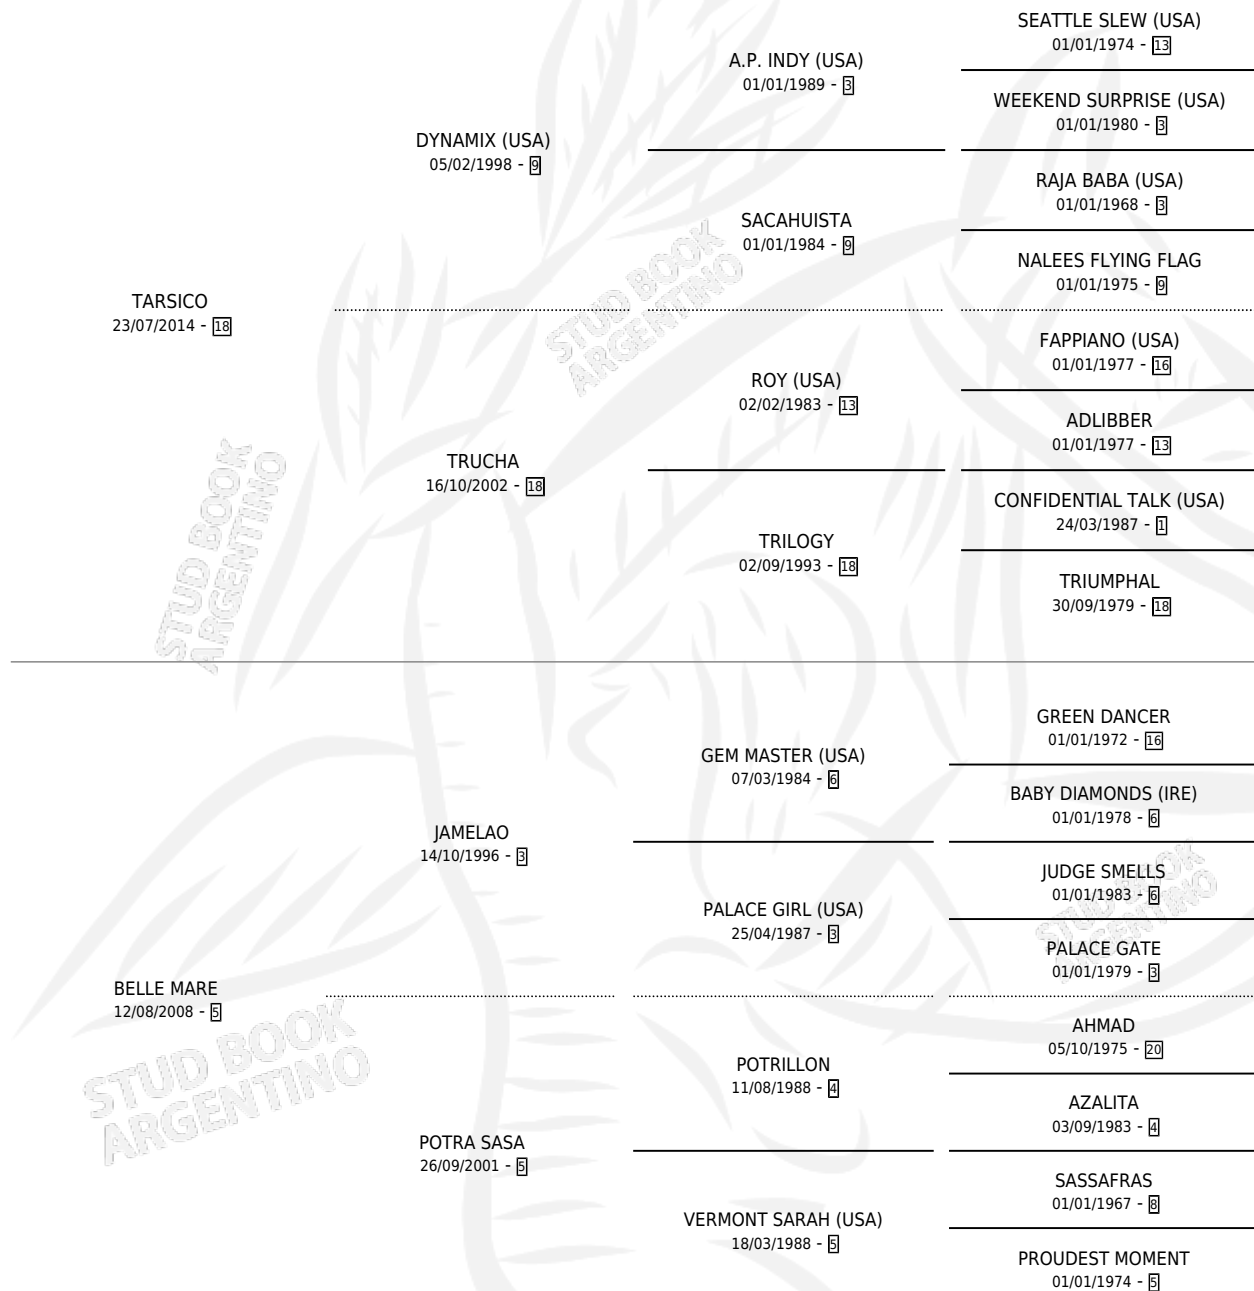 SEATTLE SLEW (USA)
01/01/1974 - 13
A.P. INDY (USA)
01/01/1989 - 3
WEEKEND SURPRISE (USA)
01/01/1980 - 3
DYNAMIX (USA)
05/02/1998 - 9
RAJA BABA (USA)
01/01/1968 - 3
SACAHUISTA
01/01/1984 - 9
NALEES FLYING FLAG
01/01/1975 - 9
TARSICO
23/07/2014 - 18
FAPPIANO (USA)
01/01/1977 - 16
ROY (USA)
02/02/1983 - 13
ADLIBBER
01/01/1977 - 13
TRUCHA
16/10/2002 - 18
CONFIDENTIAL TALK (USA)
24/03/1987 - 1
TRILOGY
02/09/1993 - 18
TRIUMPHAL
30/09/1979 - 18
STUD BOOK
ARGENTINO
STUD BOOK
ARGENTINO
GREEN DANCER
01/01/1972 - 16
GEM MASTER (USA)
07/03/1984 - 6
BABY DIAMONDS (IRE)
01/01/1978 - 6
JAMELAO
14/10/1996 - 3
JUDGE SMELLS
01/01/1983 - 6
PALACE GIRL (USA)
25/04/1987 - 3
PALACE GATE
01/01/1979 - 3
BELLE MARE
12/08/2008 - 5
AHMAD
05/10/1975 - 20
POTRILLON
11/08/1988 - 4
AZALITA
03/09/1983 - 4
POTRA SASA
26/09/2001 - 5
SASSAFRAS
01/01/1967 - 8
VERMONT SARAH (USA)
18/03/1988 - 5
PROUDEST MOMENT
01/01/1974 - 5
STUD BOOK
ARGENTINO
STUD BOOK
ARGENTINO